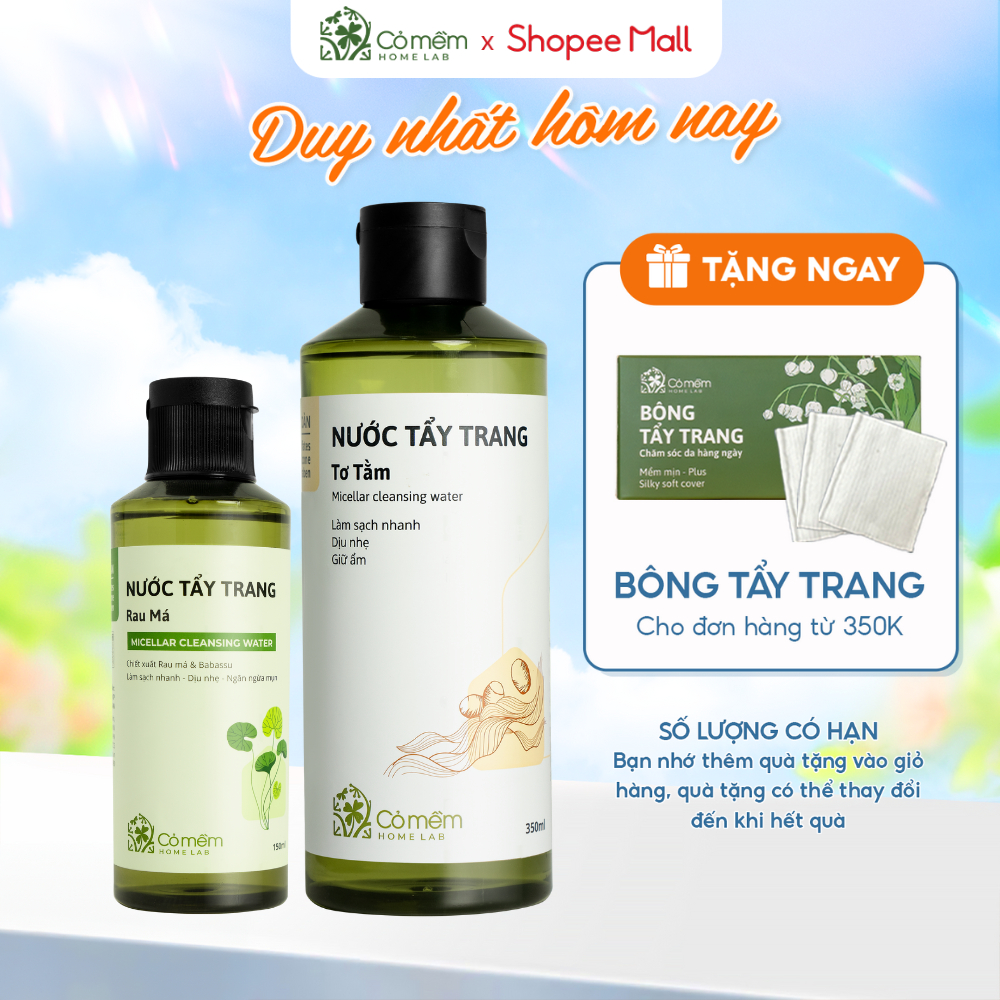 Cỏ mềm
HOME LAB
x Shopee Mall
Duy nhất hôm nay
TẶNG NGAY
Cỏ mềm
HOME LAB
BÔNG
TẨY TRANG
Chăm sóc da hàng ngày
Mềm mịn - Plus
Silky soft cover
BÔNG TẨY TRANG
Cho đơn hàng từ 350K
SỐ LƯỢNG CÓ HẠN
Bạn nhớ thêm quà tặng vào giỏ
hàng, quà tặng có thể thay đổi
đến khi hết quà
NƯỚC TẨY TRANG
Tơ Tằm
Micellar cleansing water
Làm sạch nhanh
Dịu nhẹ
Giữ ẩm
Cỏ mềm
HOME LAB
350ml
NƯỚC TẨY TRANG
Rau Má
MICELLAR CLEANSING WATER
Chiết xuất Rau má & Babassu
Làm sạch nhanh - Dịu nhẹ - Ngăn ngừa mụn
Cỏ mềm
HOME LAB
150ml